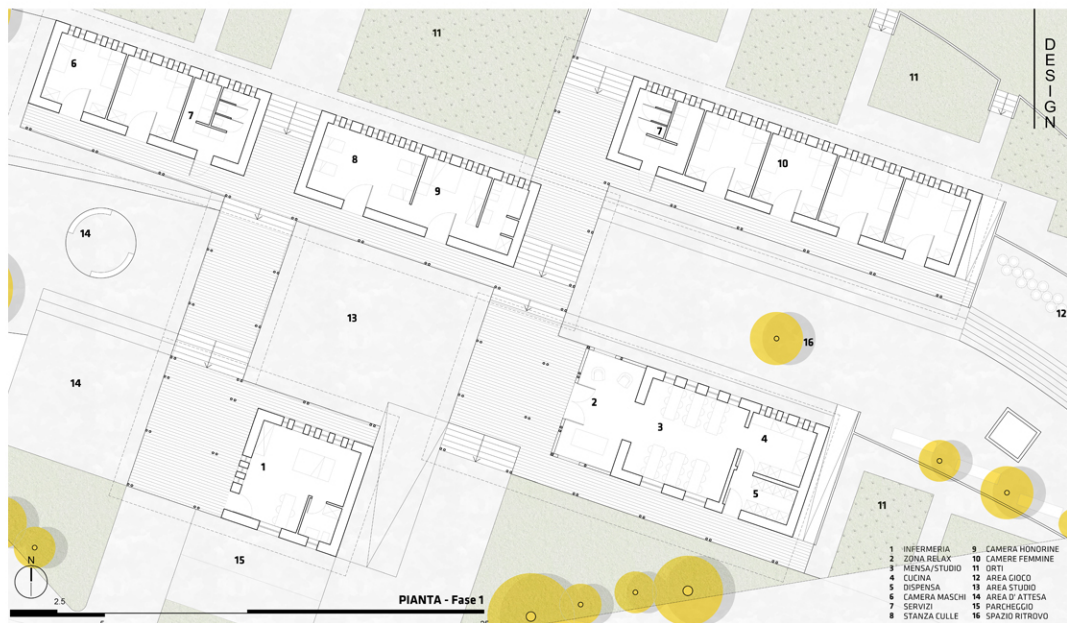 DESIGN
11
11
6
7
8
9
7
10
14
13
12
16
14
2
3
4
1
5
11
15
N
2.5
PIANTA - Fase 1
1 INFERMERIA
2 ZONA RELAX
3 MENSA/STUDIO
4 CUCINA
5 DISPENSA
6 CAMERA MASCHI
7 SERVIZI
8 STANZA CULLE
9 CAMERA HONORINE
10 CAMERE FEMMINE
11 ORTI
12 AREA GIOCO
13 AREA STUDIO
14 AREA D' ATTESA
15 PARCHEGGIO
16 SPAZIO RITROVO